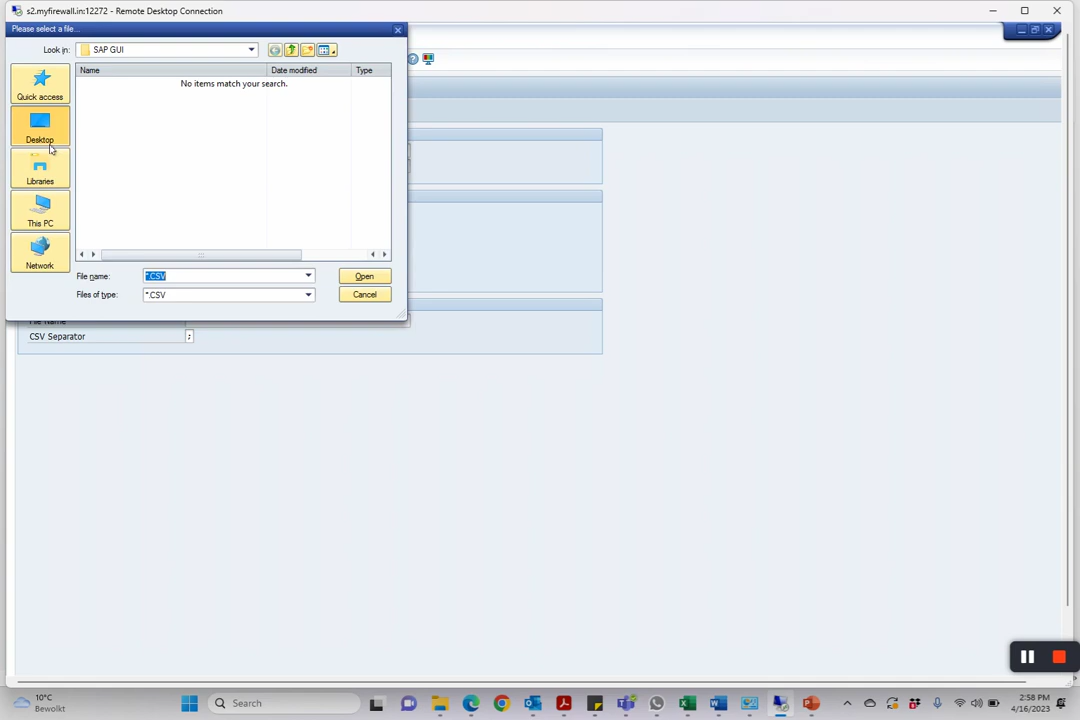 s2.myfirewall.in:12272 - Remote Desktop Connection
Please select a file...
Look in:
SAP GUI
Name
Date modified
Type
No items match your search.
Quick access
Desktop
Libraries
This PC
Network
File name:
*.CSV
Open
Files of type:
*.CSV
Cancel
File Name
CSV Separator
;
10°C
Bewolkt
Search
2:58 PM
4/16/2023